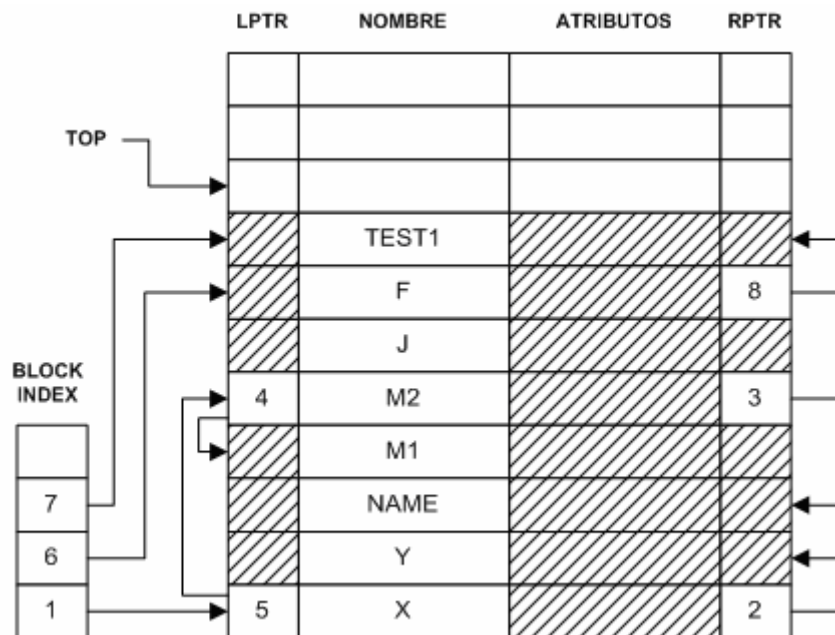 LPTR NOMBRE ATRIBUTOS RPTR
TOP
TEST1
F 8
J
BLOCK
INDEX
4 M2 3
M1
7 NAME
6 Y
1 5 X 2